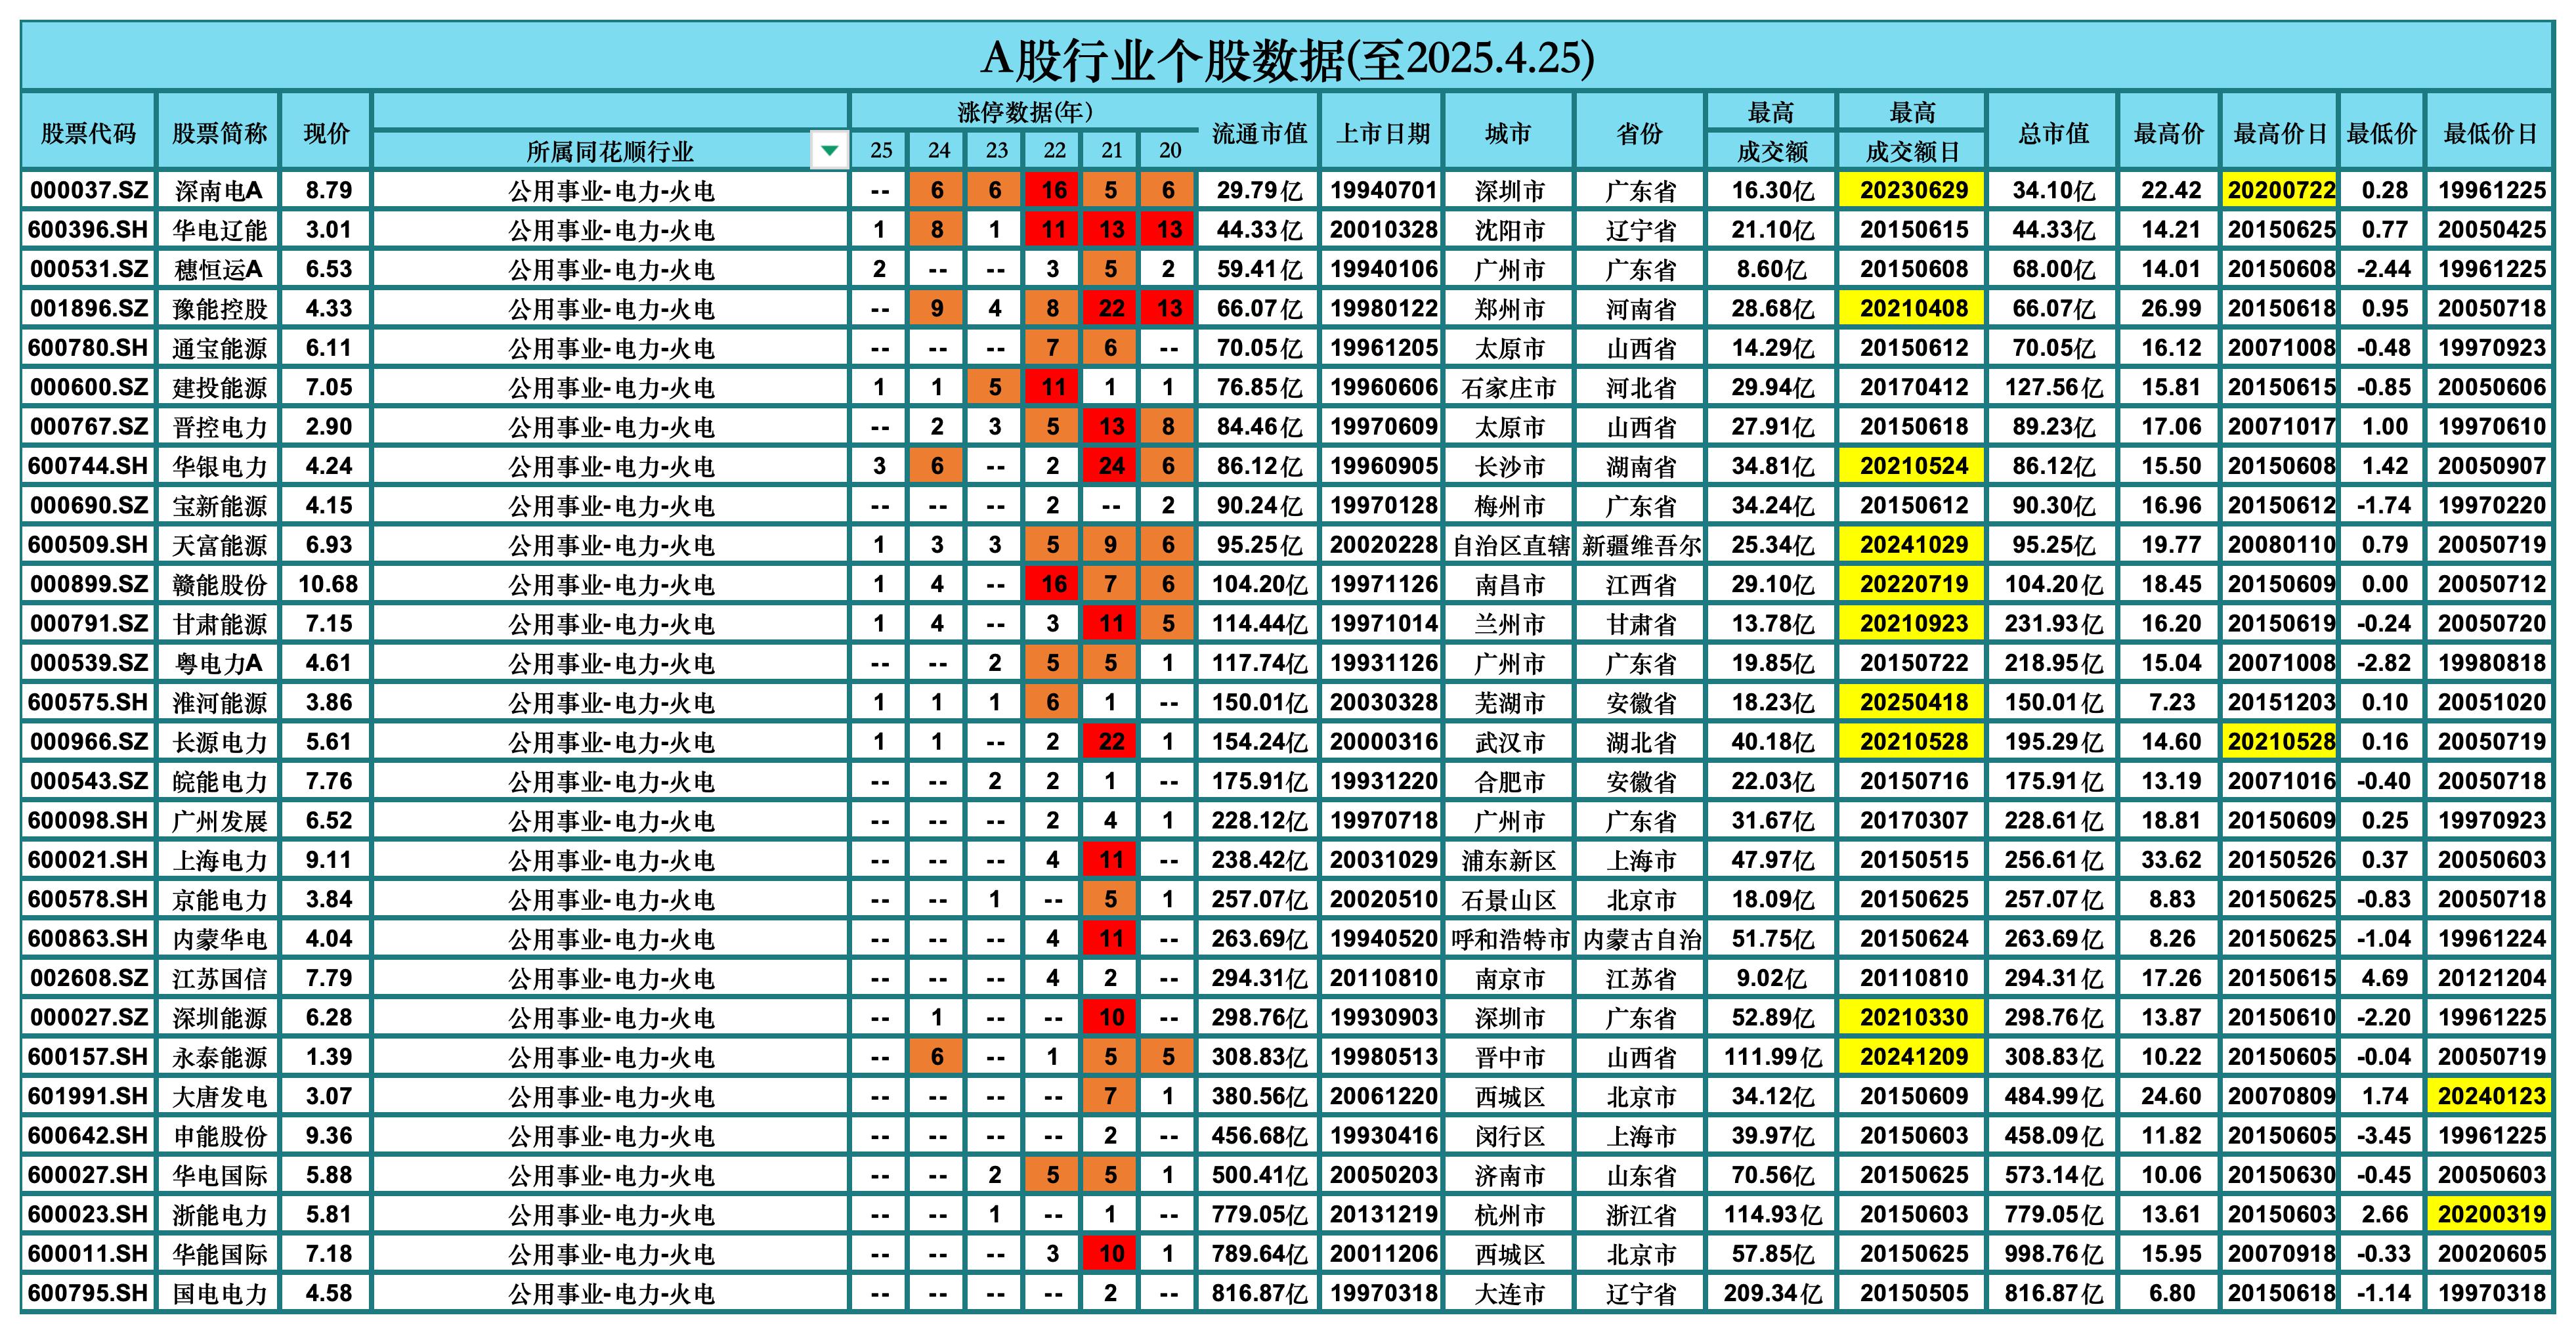 A股行业个股数据(至2025.4.25)
股票代码 股票简称 现价 所属同花顺行业 涨停数据(年) 25 24 23 22 21 20 流通市值 上市日期 城市 省份 最高成交额 最高成交额日 总市值 最高价 最高价日 最低价 最低价日
000037.SZ 深南电A 8.79 公用事业-电力-火电 -- 6 6 16 5 6 29.79亿 19940701 深圳市 广东省 16.30亿 20230629 34.10亿 22.42 20200722 0.28 19961225
600396.SH 华电辽能 3.01 公用事业-电力-火电 1 8 1 11 13 13 44.33亿 20010328 沈阳市 辽宁省 21.10亿 20150615 44.33亿 14.21 20150625 0.77 20050425
000531.SZ 穗恒运A 6.53 公用事业-电力-火电 2 -- -- 3 5 2 59.41亿 19940106 广州市 广东省 8.60亿 20150608 68.00亿 14.01 20150608 -2.44 19961225
001896.SZ 豫能控股 4.33 公用事业-电力-火电 -- 9 4 8 22 13 66.07亿 19980122 郑州市 河南省 28.68亿 20210408 66.07亿 26.99 20150618 0.95 20050718
600780.SH 通宝能源 6.11 公用事业-电力-火电 -- -- -- 7 6 -- 70.05亿 19961205 太原市 山西省 14.29亿 20150612 70.05亿 16.12 20071008 -0.48 19970923
000600.SZ 建投能源 7.05 公用事业-电力-火电 1 1 5 11 1 1 76.85亿 19960606 石家庄市 河北省 29.94亿 20170412 127.56亿 15.81 20150615 -0.85 20050606
000767.SZ 晋控电力 2.90 公用事业-电力-火电 -- 2 3 5 13 8 84.46亿 19970609 太原市 山西省 27.91亿 20150618 89.23亿 17.06 20071017 1.00 19970610
600744.SH 华银电力 4.24 公用事业-电力-火电 3 6 -- 2 24 6 86.12亿 19960905 长沙市 湖南省 34.81亿 20210524 86.12亿 15.50 20150608 1.42 20050907
000690.SZ 宝新能源 4.15 公用事业-电力-火电 -- -- -- 2 -- 2 90.24亿 19970128 梅州市 广东省 34.24亿 20150612 90.30亿 16.96 20150612 -1.74 19970220
600509.SH 天富能源 6.93 公用事业-电力-火电 1 3 3 5 9 6 95.25亿 20020228 自治区直辖 新疆维吾尔 25.34亿 20241029 95.25亿 19.77 20080110 0.79 20050719
000899.SZ 赣能股份 10.68 公用事业-电力-火电 1 4 -- 16 7 6 104.20亿 19971126 南昌市 江西省 29.10亿 20220719 104.20亿 18.45 20150609 0.00 20050712
000791.SZ 甘肃能源 7.15 公用事业-电力-火电 1 4 -- 3 11 5 114.44亿 19971014 兰州市 甘肃省 13.78亿 20210923 231.93亿 16.20 20150619 -0.24 20050720
000539.SZ 粤电力A 4.61 公用事业-电力-火电 -- -- 2 5 5 1 117.74亿 19931126 广州市 广东省 19.85亿 20150722 218.95亿 15.04 20071008 -2.82 19980818
600575.SH 淮河能源 3.86 公用事业-电力-火电 1 1 1 6 1 -- 150.01亿 20030328 芜湖市 安徽省 18.23亿 20250418 150.01亿 7.23 20151203 0.10 20051020
000966.SZ 长源电力 5.61 公用事业-电力-火电 1 1 -- 2 22 1 154.24亿 20000316 武汉市 湖北省 40.18亿 20210528 195.29亿 14.60 20210528 0.16 20050719
000543.SZ 皖能电力 7.76 公用事业-电力-火电 -- -- 2 2 1 -- 175.91亿 19931220 合肥市 安徽省 22.03亿 20150716 175.91亿 13.19 20071016 -0.40 20050718
600098.SH 广州发展 6.52 公用事业-电力-火电 -- -- -- 2 4 1 228.12亿 19970718 广州市 广东省 31.67亿 20170307 228.61亿 18.81 20150609 0.25 19970923
600021.SH 上海电力 9.11 公用事业-电力-火电 -- -- -- 4 11 -- 238.42亿 20031029 浦东新区 上海市 47.97亿 20150515 256.61亿 33.62 20150526 0.37 20050603
600578.SH 京能电力 3.84 公用事业-电力-火电 -- -- 1 -- 5 1 257.07亿 20020510 石景山区 北京市 18.09亿 20150625 257.07亿 8.83 20150625 -0.83 20050718
600863.SH 内蒙华电 4.04 公用事业-电力-火电 -- -- -- 4 11 -- 263.69亿 19940520 呼和浩特市 内蒙古自治 51.75亿 20150624 263.69亿 8.26 20150625 -1.04 19961224
002608.SZ 江苏国信 7.79 公用事业-电力-火电 -- -- -- 4 2 -- 294.31亿 20110810 南京市 江苏省 9.02亿 20110810 294.31亿 17.26 20150615 4.69 20121204
000027.SZ 深圳能源 6.28 公用事业-电力-火电 -- 1 -- -- 10 -- 298.76亿 19930903 深圳市 广东省 52.89亿 20210330 298.76亿 13.87 20150610 -2.20 19961225
600157.SH 永泰能源 1.39 公用事业-电力-火电 -- 6 -- 1 5 5 308.83亿 19980513 晋中市 山西省 111.99亿 20241209 308.83亿 10.22 20150605 -0.04 20050719
601991.SH 大唐发电 3.07 公用事业-电力-火电 -- -- -- -- 7 1 380.56亿 20061220 西城区 北京市 34.12亿 20150609 484.99亿 24.60 20070809 1.74 20240123
600642.SH 申能股份 9.36 公用事业-电力-火电 -- -- -- -- 2 -- 456.68亿 19930416 闵行区 上海市 39.97亿 20150603 458.09亿 11.82 20150605 -3.45 19961225
600027.SH 华电国际 5.88 公用事业-电力-火电 -- -- 2 5 5 1 500.41亿 20050203 济南市 山东省 70.56亿 20150625 573.14亿 10.06 20150630 -0.45 20050603
600023.SH 浙能电力 5.81 公用事业-电力-火电 -- -- 1 -- 1 -- 779.05亿 20131219 杭州市 浙江省 114.93亿 20150603 779.05亿 13.61 20150603 2.66 20200319
600011.SH 华能国际 7.18 公用事业-电力-火电 -- -- -- 3 10 1 789.64亿 20011206 西城区 北京市 57.85亿 20150625 998.76亿 15.95 20070918 -0.33 20020605
600795.SH 国电电力 4.58 公用事业-电力-火电 -- -- -- -- 2 -- 816.87亿 19970318 大连市 辽宁省 209.34亿 20150505 816.87亿 6.80 20150618 -1.14 19970318